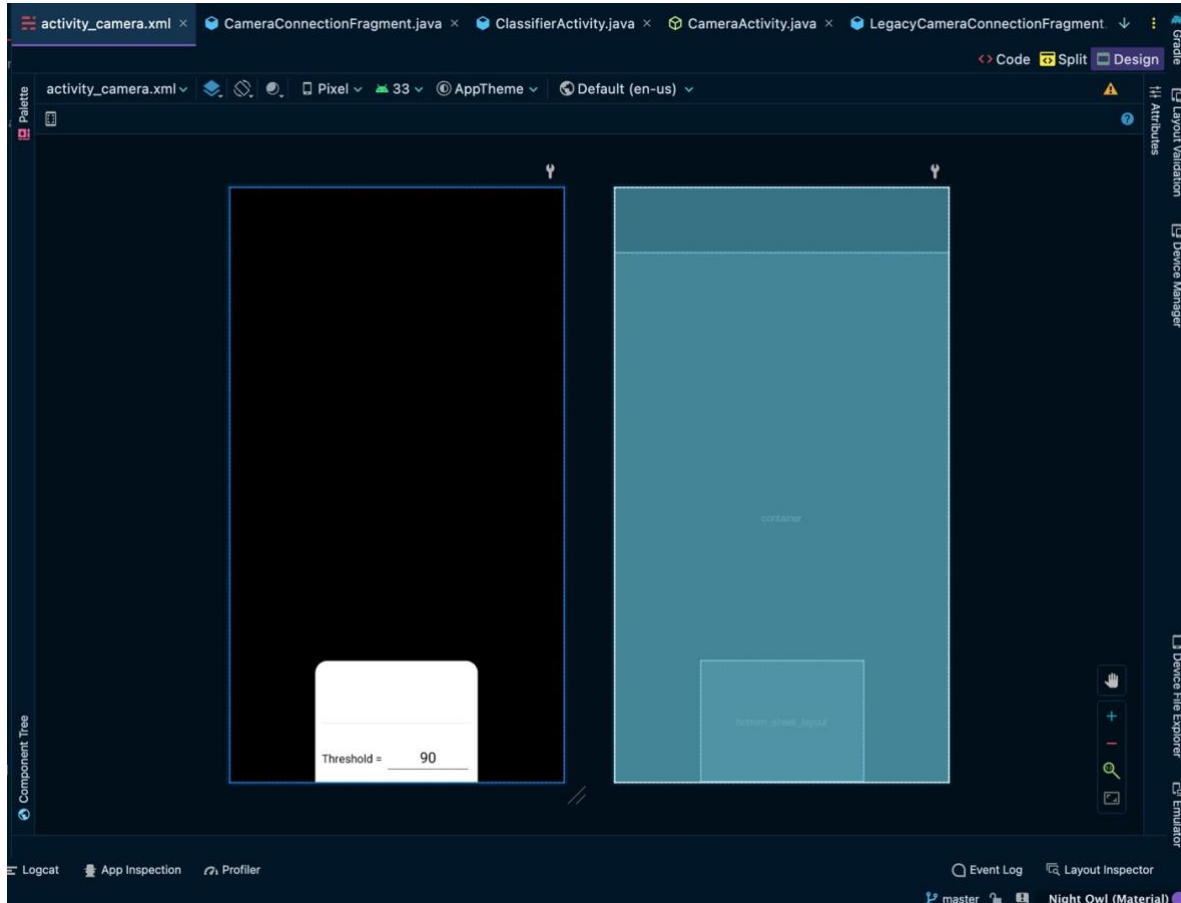 activity_camera.xml × CameraConnectionFragment.java × ClassifierActivity.java × CameraActivity.java × LegacyCameraConnectionFragment.
Code Split Design
activity_camera.xml Pixel 33 AppTheme Default (en-us)
Palette
Component Tree
Gradle
Attributes
Layout Validation
Device Manager
Device File Explorer
Emulator
container
bottom_sheet_layout
Threshold = 90
Logcat App Inspection Profiler Event Log Layout Inspector
master Night Owl (Material)